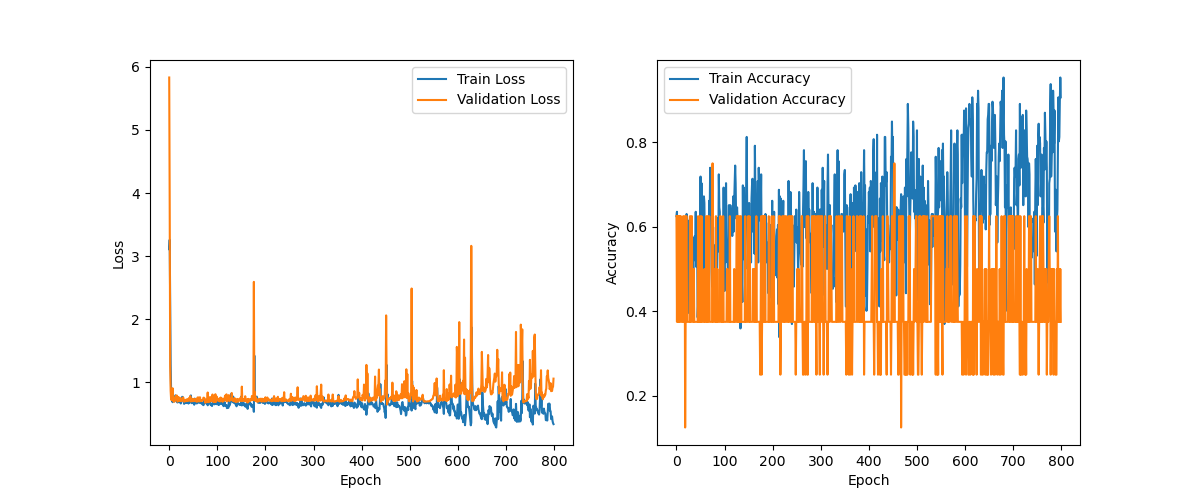 6
5
4
3
2
1
Loss
0 100 200 300 400 500 600 700 800
Epoch
Train Loss
Validation Loss
0.8
0.6
0.4
0.2
Accuracy
0 100 200 300 400 500 600 700 800
Epoch
Train Accuracy
Validation Accuracy